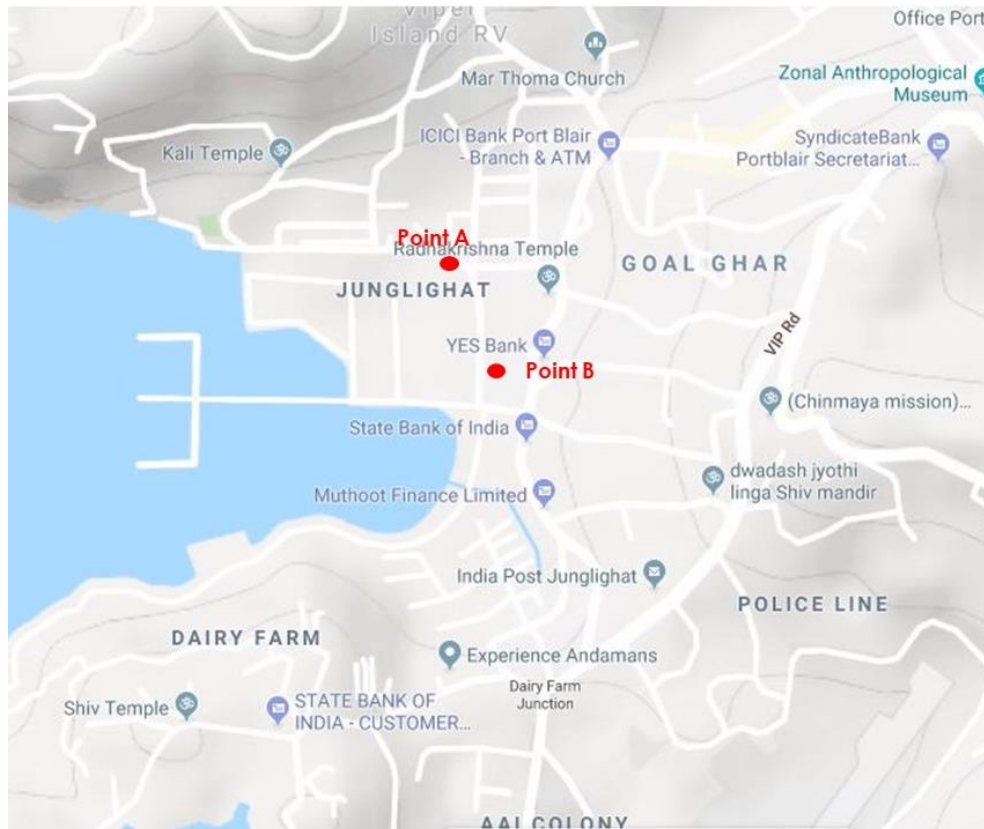 Viper
Island RV
Office Port
Mar Thoma Church
Zonal Anthropological
Museum
ICICI Bank Port Blair
- Branch & ATM
SyndicateBank
Portblair Secretariat...
Kali Temple
Point A
Radhakrishna Temple
GOAL GHAR
JUNGLIGHAT
VIP Rd
YES Bank
Point B
(Chinmaya mission)...
State Bank of India
dwadash jyothi
linga Shiv mandir
Muthoot Finance Limited
India Post Junglighat
POLICE LINE
DAIRY FARM
Experience Andamans
Dairy Farm
Junction
Shiv Temple
STATE BANK OF
INDIA - CUSTOMER...
AAI COLONY